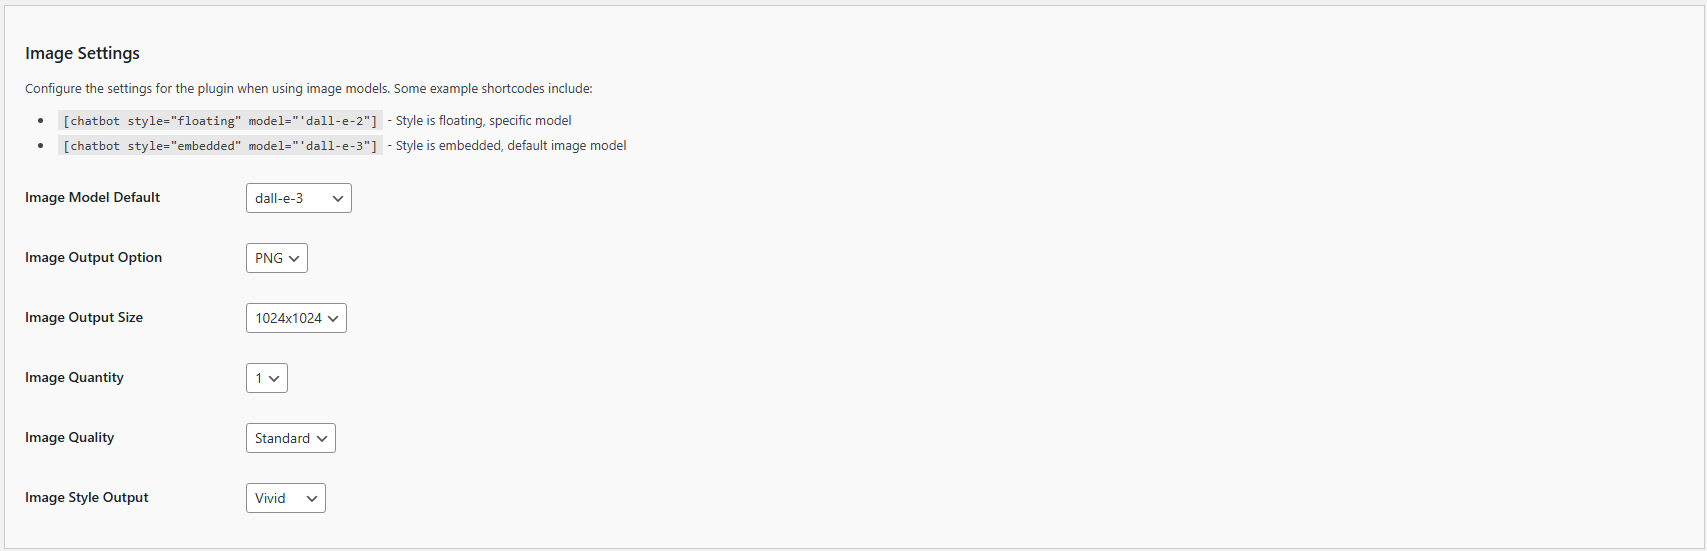 Image Settings
Configure the settings for the plugin when using image models. Some example shortcodes include:
[chatbot style="floating" model="'dall-e-2"] - Style is floating, specific model
[chatbot style="embedded" model="'dall-e-3"] - Style is embedded, default image model
Image Model Default dall-e-3
Image Output Option PNG
Image Output Size 1024x1024
Image Quantity 1
Image Quality Standard
Image Style Output Vivid